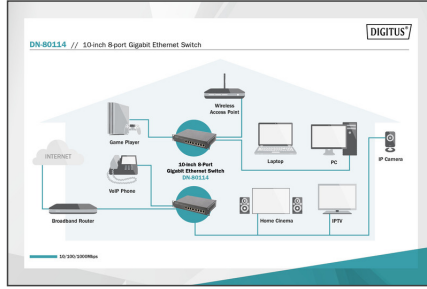 DIGITUS®
DN-80114 // 10-inch 8-port Gigabit Ethernet Switch
Wireless
Access Point
Game Player
INTERNET
10-inch 8-Port
Gigabit Ethernet Switch
DN-80114
Laptop
PC
IP Camera
VoIP Phone
Broadband Router
Home Cinema
IPTV
10/100/1000Mbps